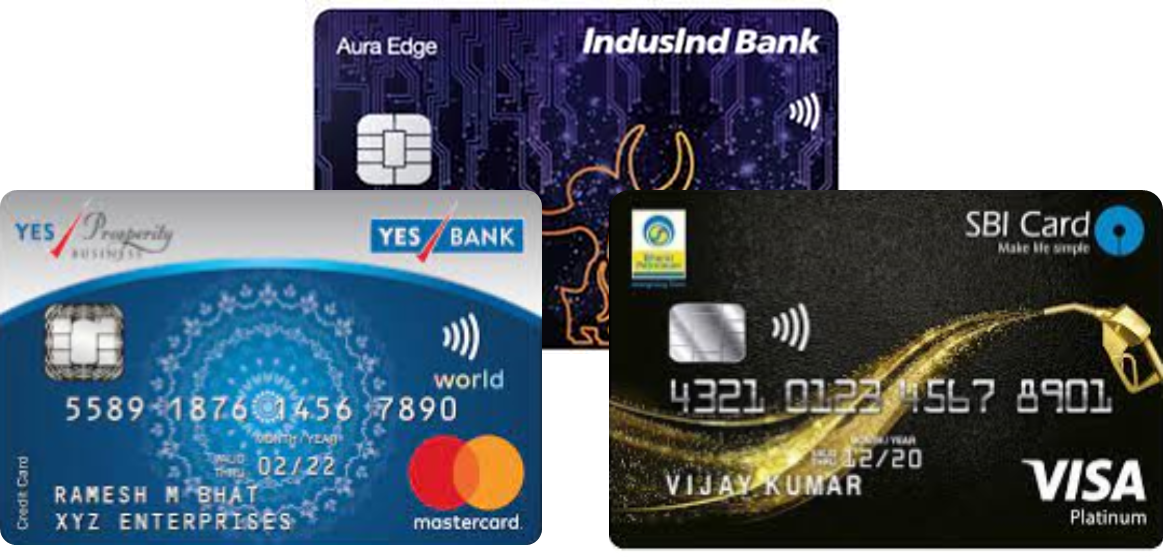 Aura Edge
IndusInd Bank
YES Prosperity
BUSINESS
YES BANK
world
5589 1876 1456 7890
MONTH/YEAR
VALID
THRU 02/22
RAMESH M BHAT
XYZ ENTERPRISES
Credit Card
mastercard.
Bharat
Petroleum
SBI Card
Make life simple
4321 0123 4567 8901
MONTH/YEAR
VALID
THRU 12/20
VIJAY KUMAR
VISA
Platinum